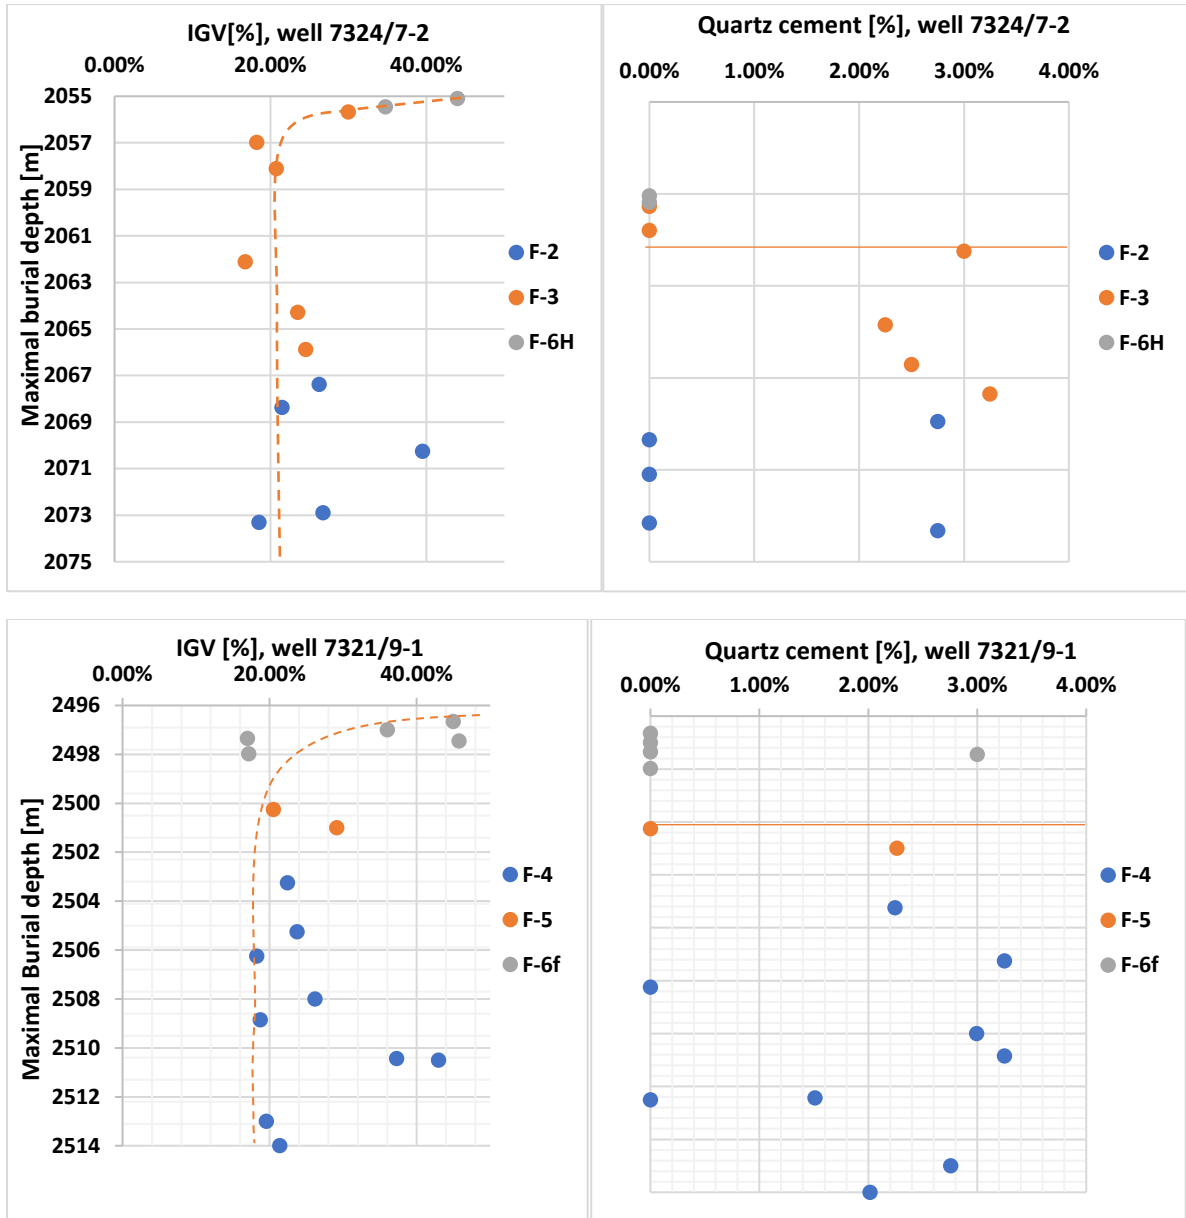 IGV[%], well 7324/7-2
0.00% 20.00% 40.00%
Maximal burial depth [m]
2055
2057
2059
2061
2063
2065
2067
2069
2071
2073
2075
F-2
F-3
F-6H
Quartz cement [%], well 7324/7-2
0.00% 1.00% 2.00% 3.00% 4.00%
F-2
F-3
F-6H
IGV [%], well 7321/9-1
0.00% 20.00% 40.00%
Maximal Burial depth [m]
2496
2498
2500
2502
2504
2506
2508
2510
2512
2514
F-4
F-5
F-6f
Quartz cement [%], well 7321/9-1
0.00% 1.00% 2.00% 3.00% 4.00%
F-4
F-5
F-6f